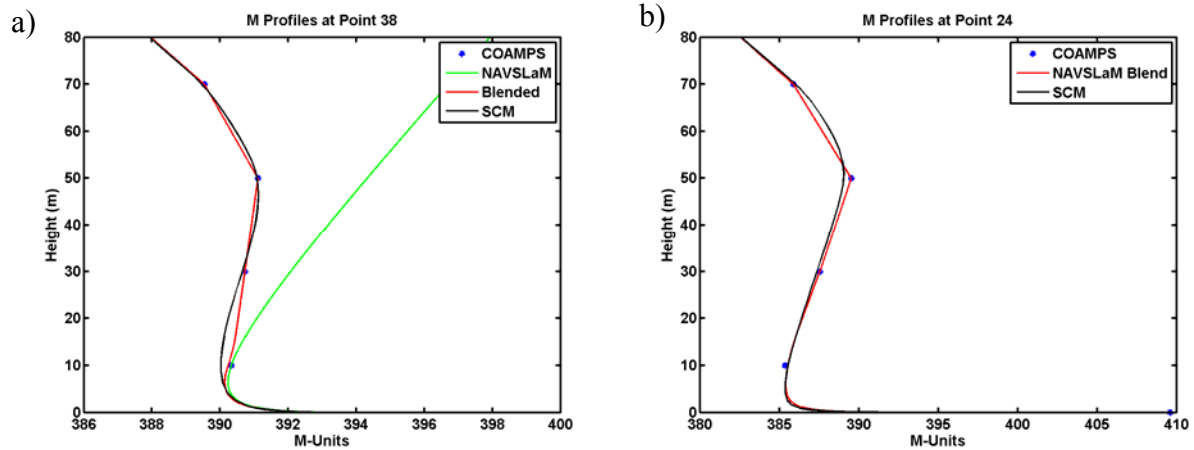 a)
M Profiles at Point 38
80
70
60
50
40
30
20
10
0
Height (m)
386 388 390 392 394 396 398 400
M-Units
COAMPS
NAVSLaM
Blended
SCM
b)
M Profiles at Point 24
80
70
60
50
40
30
20
10
0
Height (m)
380 385 390 395 400 405 410
M-Units
COAMPS
NAVSLaM Blend
SCM